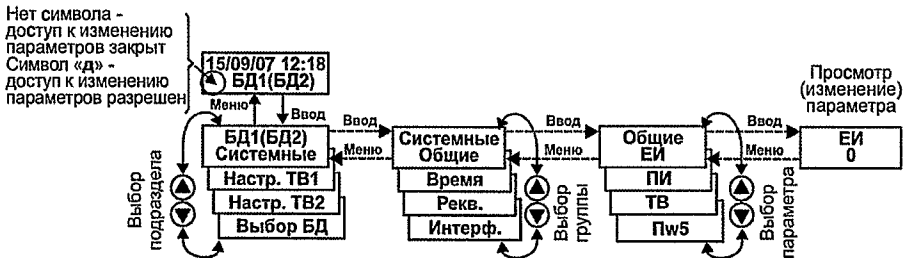 Нет символа -
доступ к изменению
параметров закрыт
Символ «д» -
доступ к изменению
параметров разрешен
15/09/07 12:18
БД1(БД2)
Меню
Ввод
Просмотр
(изменение)
параметра
БД1(БД2)
Системные
Настр. ТВ1
Настр. ТВ2
Выбор БД
Выбор
подраздела
Ввод
Меню
Системные
Общие
Время
Рекв.
Интерф.
Выбор
группы
Ввод
Меню
Общие
ЕИ
ПИ
ТВ
Пw5
Выбор
параметра
Ввод
Меню
ЕИ
0